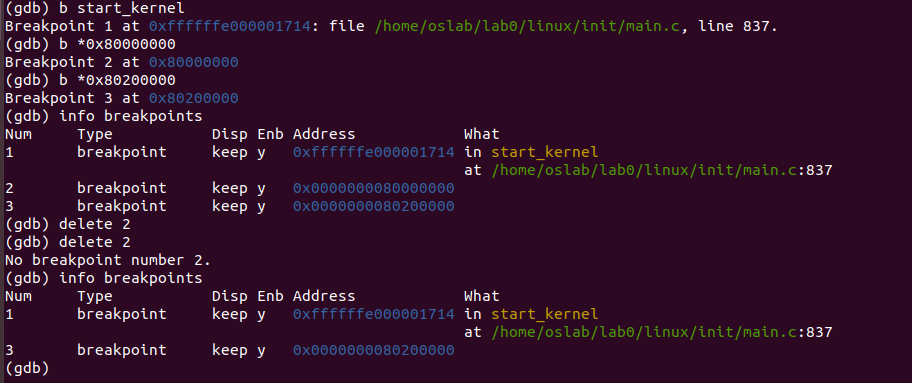 (gdb) b start_kernel
Breakpoint 1 at 0xffffffe000001714: file /home/oslab/lab0/linux/init/main.c, line 837.
(gdb) b *0x80000000
Breakpoint 2 at 0x80000000
(gdb) b *0x80200000
Breakpoint 3 at 0x80200000
(gdb) info breakpoints
Num     Type           Disp Enb Address            What
1       breakpoint     keep y   0xffffffe000001714 in start_kernel
                                                   at /home/oslab/lab0/linux/init/main.c:837
2       breakpoint     keep y   0x0000000080000000
3       breakpoint     keep y   0x0000000080200000
(gdb) delete 2
(gdb) delete 2
No breakpoint number 2.
(gdb) info breakpoints
Num     Type           Disp Enb Address            What
1       breakpoint     keep y   0xffffffe000001714 in start_kernel
                                                   at /home/oslab/lab0/linux/init/main.c:837
3       breakpoint     keep y   0x0000000080200000
(gdb)